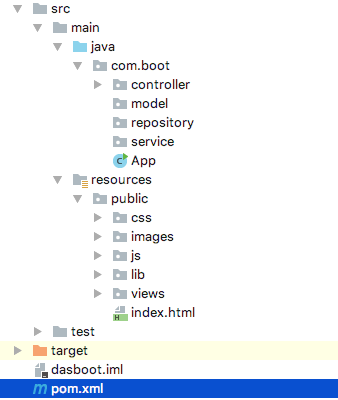 src
main
java
com.boot
controller
model
repository
service
C App
resources
public
css
images
js
lib
views
H index.html
test
target
dasboot.iml
m pom.xml